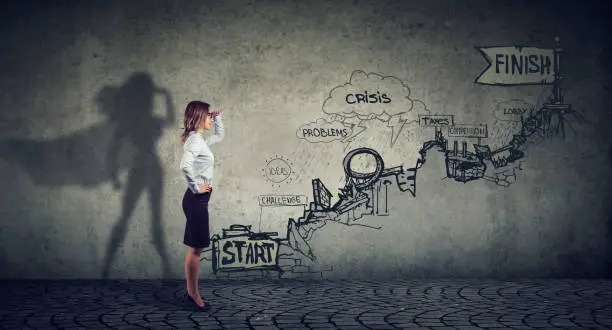 FINISH
CRISIS
LOBBY
TAXES
PROBLEMS
COMPETITION
IDEAS
CHALLENGE
START